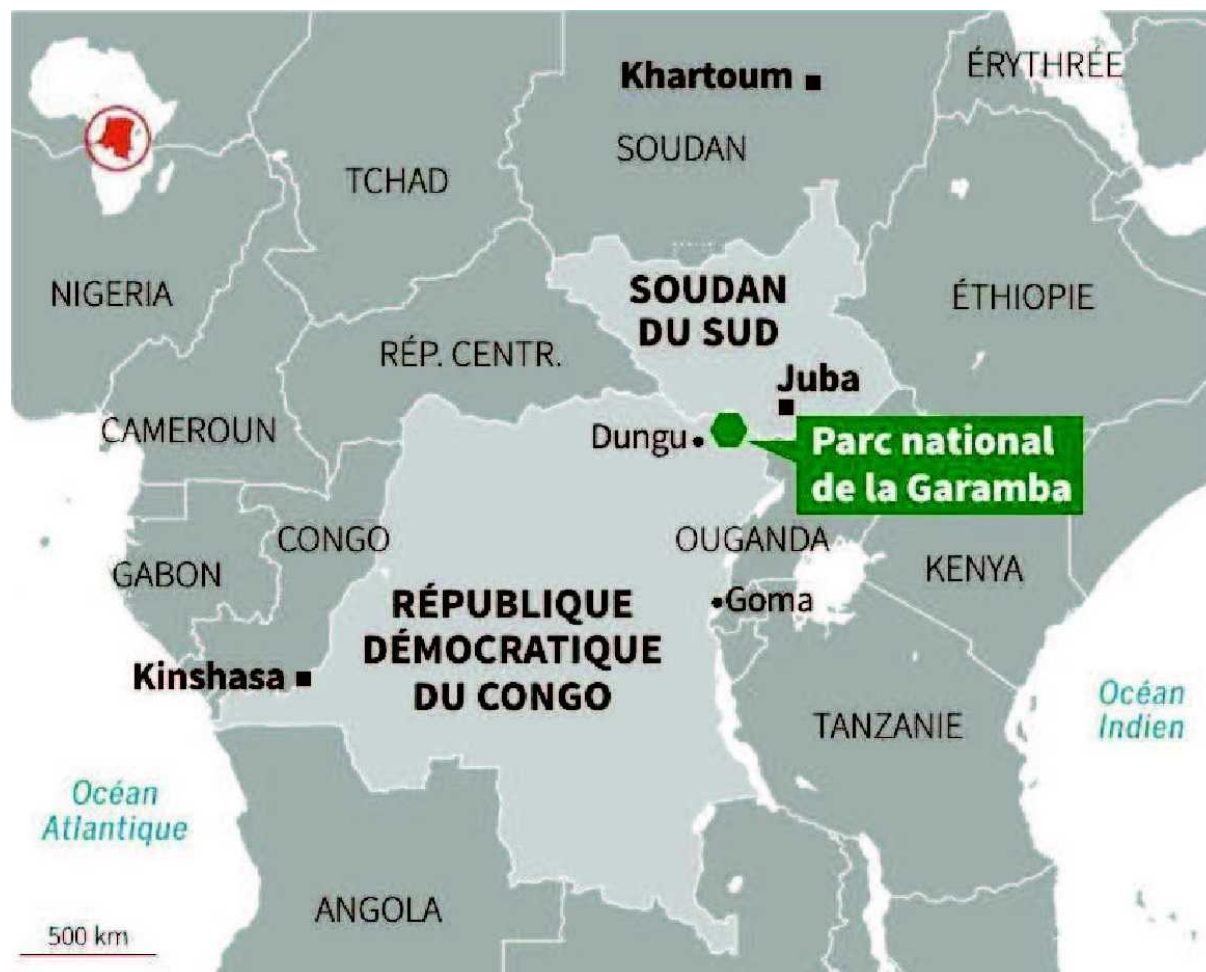 Khartoum
ÉRYTHRÉE
SOUDAN
TCHAD
NIGERIA
SOUDAN
DU SUD
ÉTHIOPIE
RÉP. CENTR.
Juba
CAMEROUN
Dungu
Parc national
de la Garamba
CONGO
OUGANDA
GABON
KENYA
Goma
RÉPUBLIQUE
DÉMOCRATIQUE
DU CONGO
Kinshasa
Océan
Indien
TANZANIE
Océan
Atlantique
ANGOLA
500 km